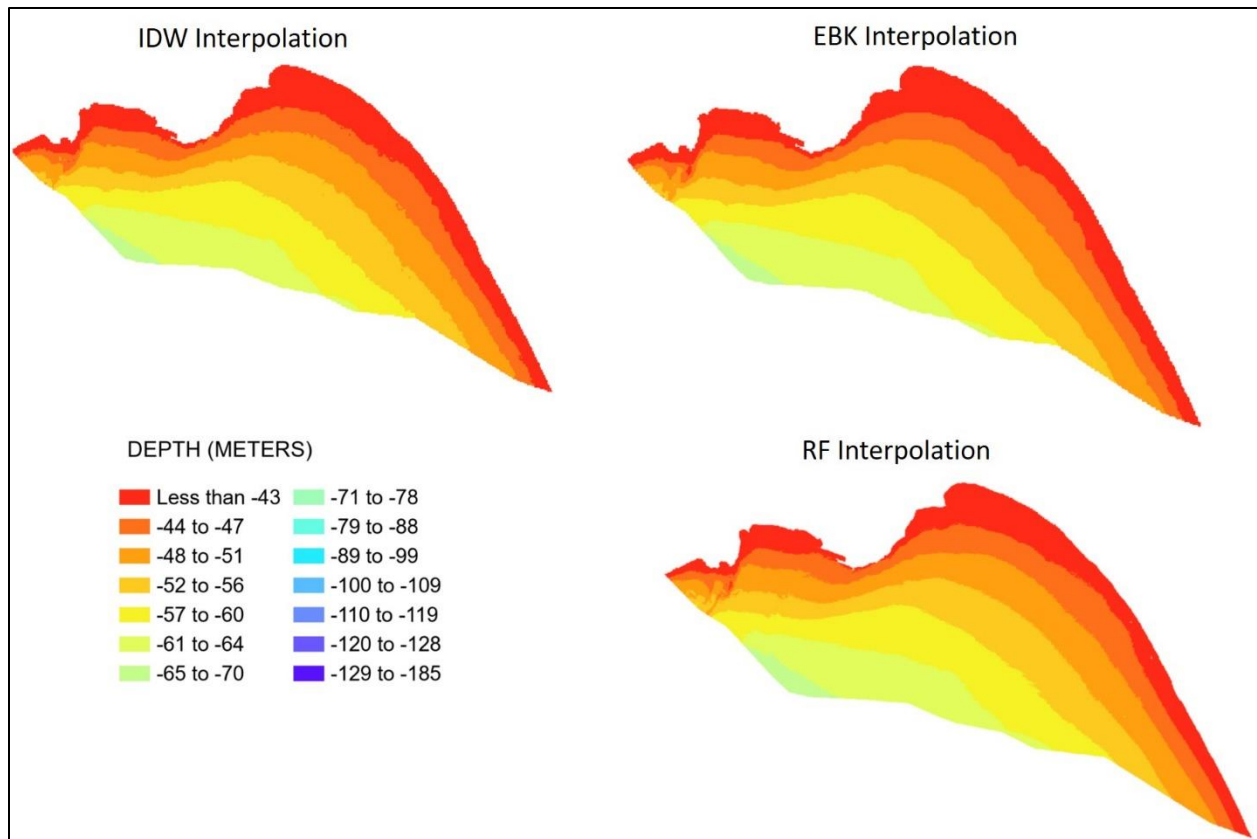 IDW Interpolation
EBK Interpolation
DEPTH (METERS)
Less than -43
-44 to -47
-48 to -51
-52 to -56
-57 to -60
-61 to -64
-65 to -70
-71 to -78
-79 to -88
-89 to -99
-100 to -109
-110 to -119
-120 to -128
-129 to -185
RF Interpolation